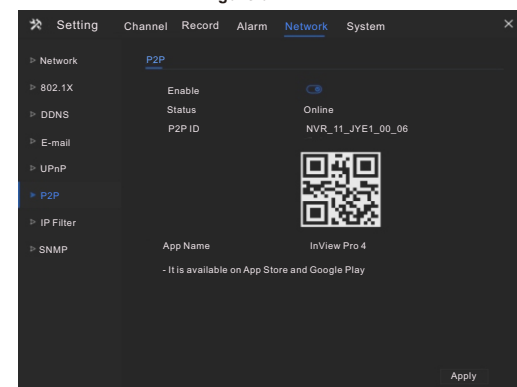 Setting Channel Record Alarm Network System
Network
802.1X
DDNS
E-mail
UPnP
P2P
IP Filter
SNMP
P2P
Enable
Status Online
P2P ID NVR_11_JYE1_00_06
App Name InView Pro 4
- It is available on App Store and Google Play
Apply